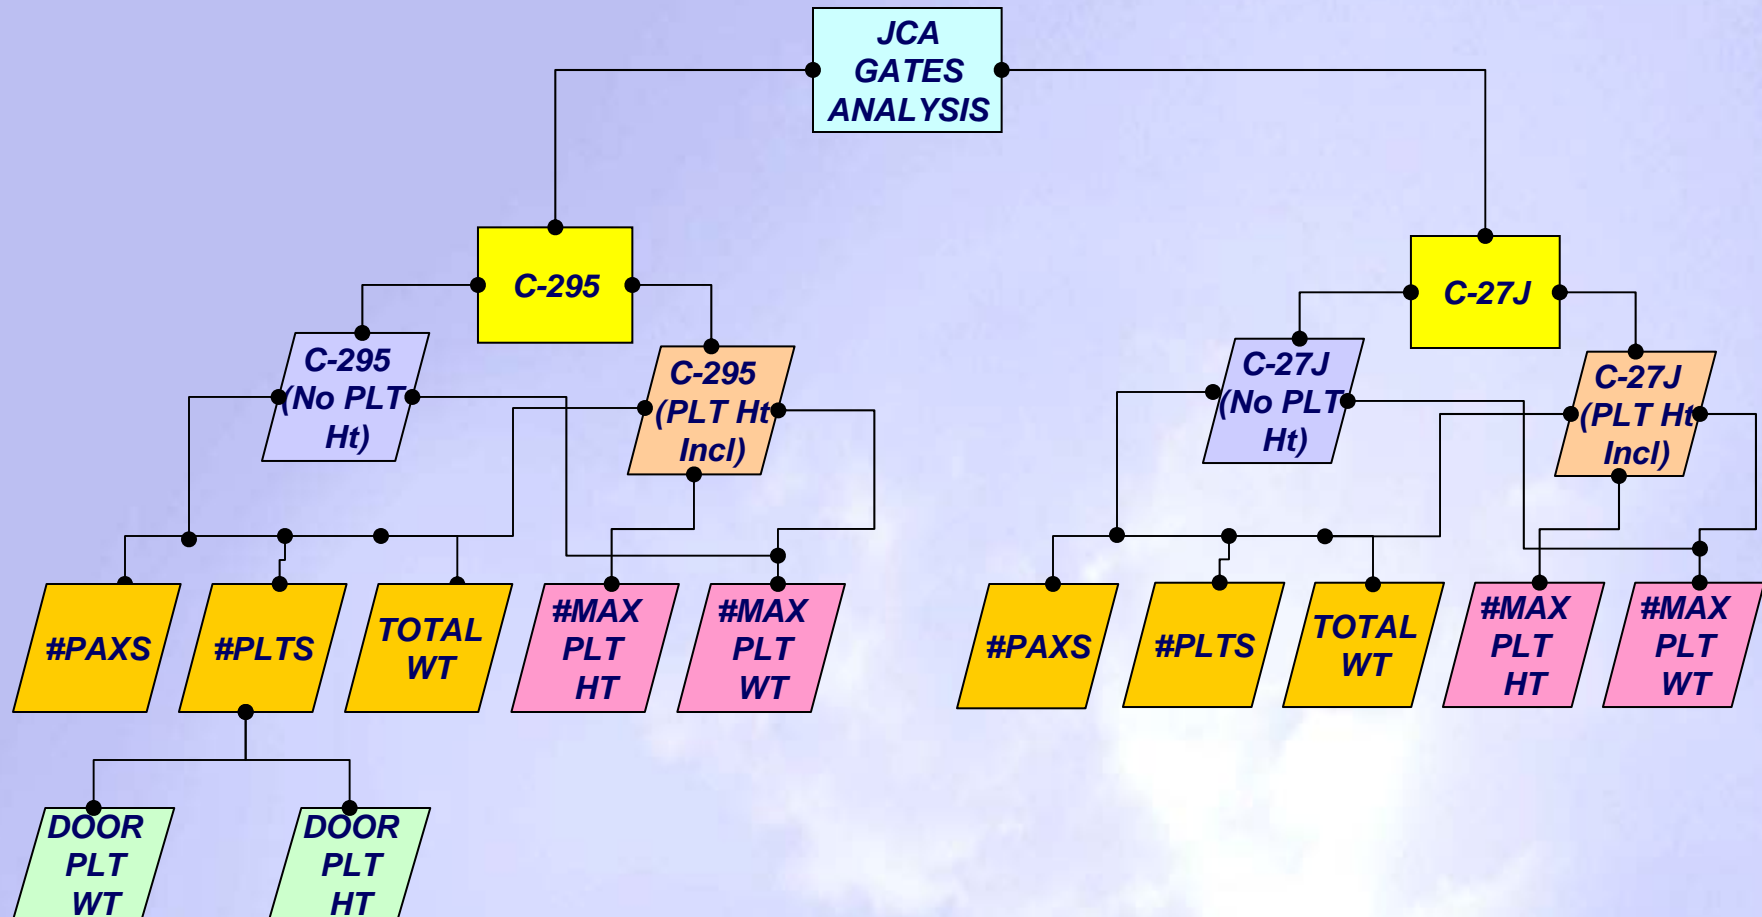 JCA
GATES
ANALYSIS
C-295
C-27J
C-295
(No PLT
Ht)
C-295
(PLT Ht
Incl)
C-27J
(No PLT
Ht)
C-27J
(PLT Ht
Incl)
#PAXS
#PLTS
TOTAL
WT
#MAX
PLT
HT
#MAX
PLT
WT
#PAXS
#PLTS
TOTAL
WT
#MAX
PLT
HT
#MAX
PLT
WT
DOOR
PLT
WT
DOOR
PLT
HT